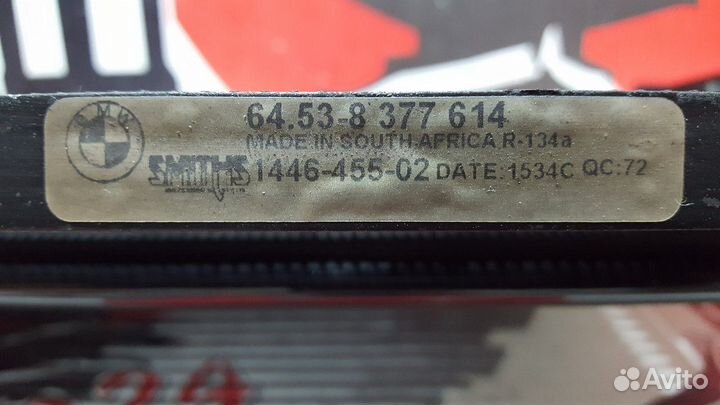 BMW
64.53-8 377 614
MADE IN SOUTH AFRICA R-134a
SMITHS
1446-455-02 DATE:1534C QC:72
Avito